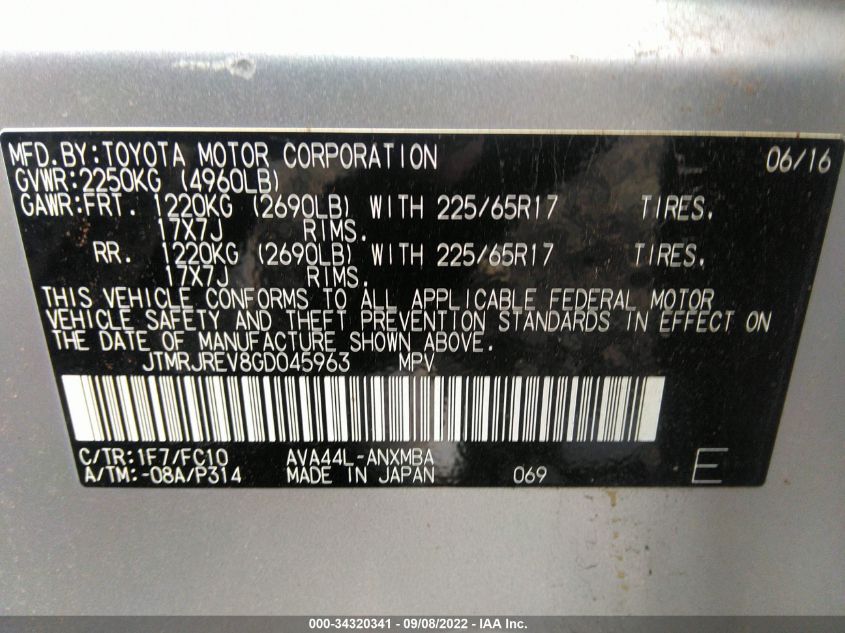 MFD.BY:TOYOTA MOTOR CORPORATION 06/16
GVWR:2250KG (4960LB)
GAWR:FRT. 1220KG (2690LB) WITH 225/65R17 TIRES.
17X7J RIMS.
RR. 1220KG (2690LB) WITH 225/65R17 TIRES.
17X7J RIMS.
THIS VEHICLE CONFORMS TO ALL APPLICABLE FEDERAL MOTOR
VEHICLE SAFETY AND THEFT PREVENTION STANDARDS IN EFFECT ON
THE DATE OF MANUFACTURE SHOWN ABOVE.
JTMRJREV8GD045963 MPV
C/TR:1F7/FC10 AVA44L-ANXMBA
A/TM:-08A/P314 MADE IN JAPAN 069 E
000-34320341 - 09/08/2022 - IAA Inc.